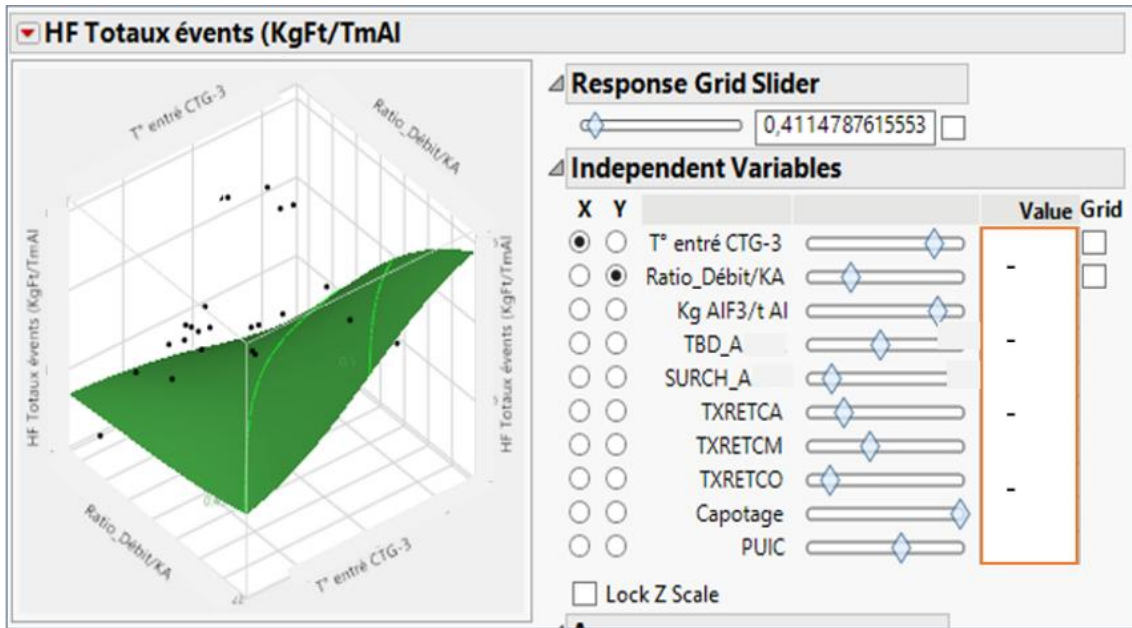 HF Totaux évents (KgFt/TmAl
T° entré CTG-3
Ratio_Débit/KA
HF Totaux évents (KgFt/TmAl
HF Totaux évents (KgFt/TmAl
Ratio_Débit/KA
T° entré CTG-3
Response Grid Slider
0,4114787615553
Independent Variables
X Y Value Grid
T° entré CTG-3
-
Ratio_Débit/KA
Kg AlF3/t Al
TBD_A
-
SURCH_A
TXRETCA
-
TXRETCM
TXRETCO
-
Capotage
PUIC
Lock Z Scale